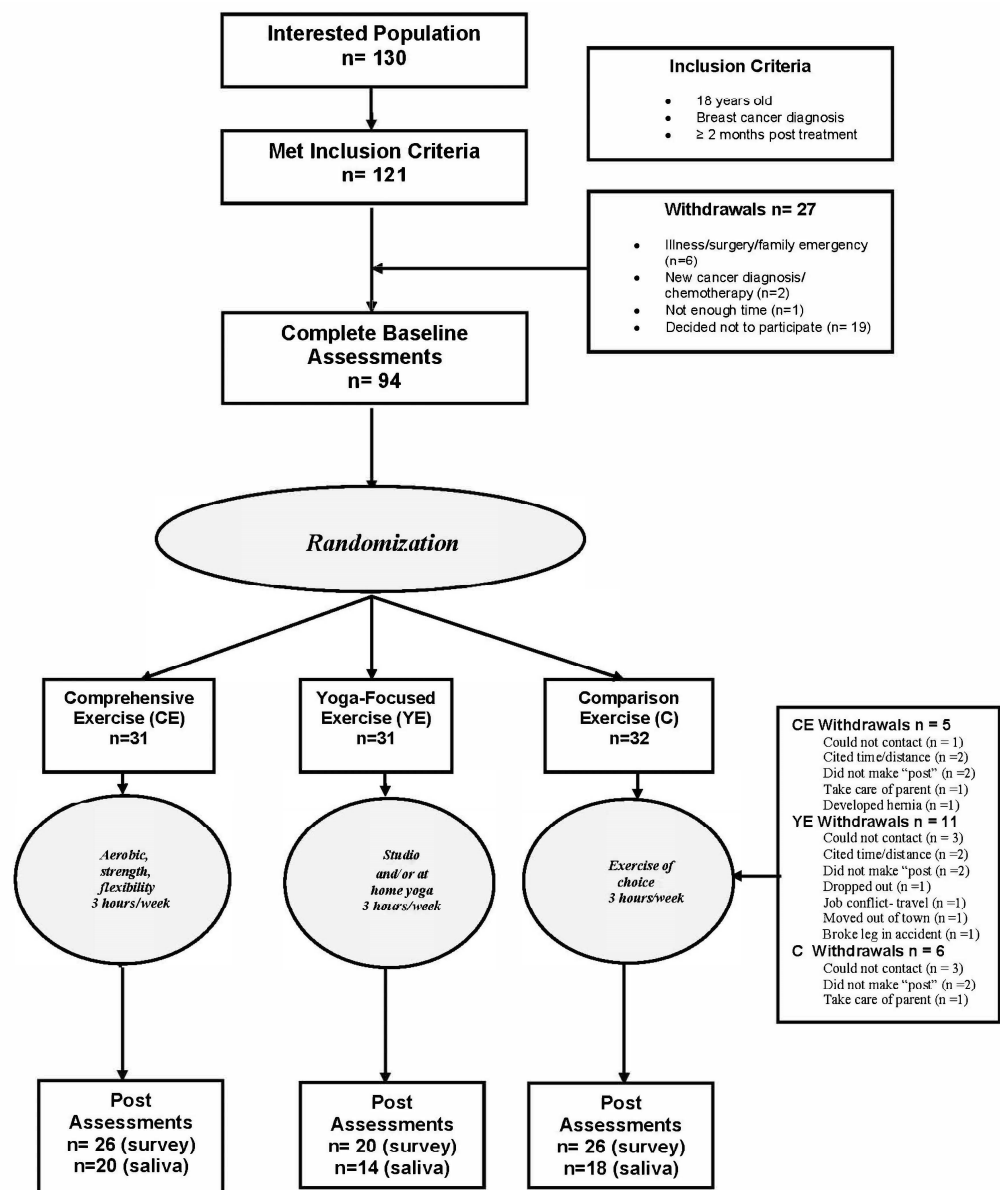 Interested Population
n= 130
Inclusion Criteria
• 18 years old
• Breast cancer diagnosis
• ≥ 2 months post treatment
Met Inclusion Criteria
n= 121
Withdrawals n= 27
• Illness/surgery/family emergency
(n=6)
• New cancer diagnosis/
chemotherapy (n=2)
• Not enough time (n=1)
• Decided not to participate (n= 19)
Complete Baseline
Assessments
n= 94
Randomization
Comprehensive
Exercise (CE)
n=31
Yoga-Focused
Exercise (YE)
n=31
Comparison
Exercise (C)
n=32
Aerobic,
strength,
flexibility
3 hours/week
Studio
and/or at
home yoga
3 hours/week
Exercise of
choice
3 hours/week
CE Withdrawals n = 5
Could not contact (n = 1)
Cited time/distance (n =2)
Did not make “post” (n =2)
Take care of parent (n =1)
Developed hernia (n =1)
YE Withdrawals n = 11
Could not contact (n = 3)
Cited time/distance (n =2)
Did not make “post (n =2)
Dropped out (n =1)
Job conflict- travel (n =1)
Moved out of town (n =1)
Broke leg in accident (n =1)
C Withdrawals n = 6
Could not contact (n = 3)
Did not make “post” (n =2)
Take care of parent (n =1)
Post
Assessments
n= 26 (survey)
n=20 (saliva)
Post
Assessments
n= 20 (survey)
n=14 (saliva)
Post
Assessments
n= 26 (survey)
n=18 (saliva)